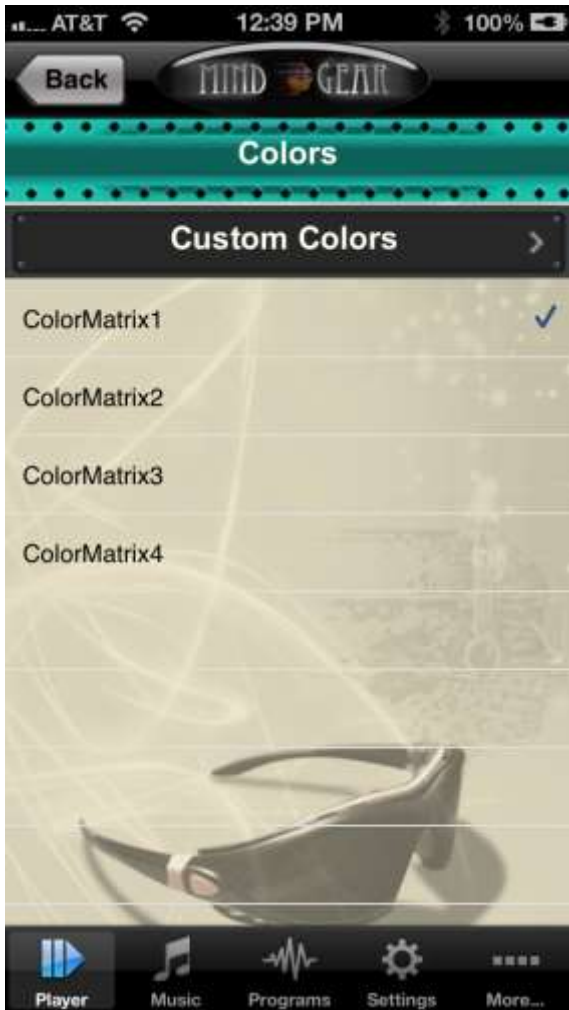 AT&T 12:39 PM 100%
Back MIND GEAR
Colors
Custom Colors
ColorMatrix1
ColorMatrix2
ColorMatrix3
ColorMatrix4
Player Music Programs Settings More...